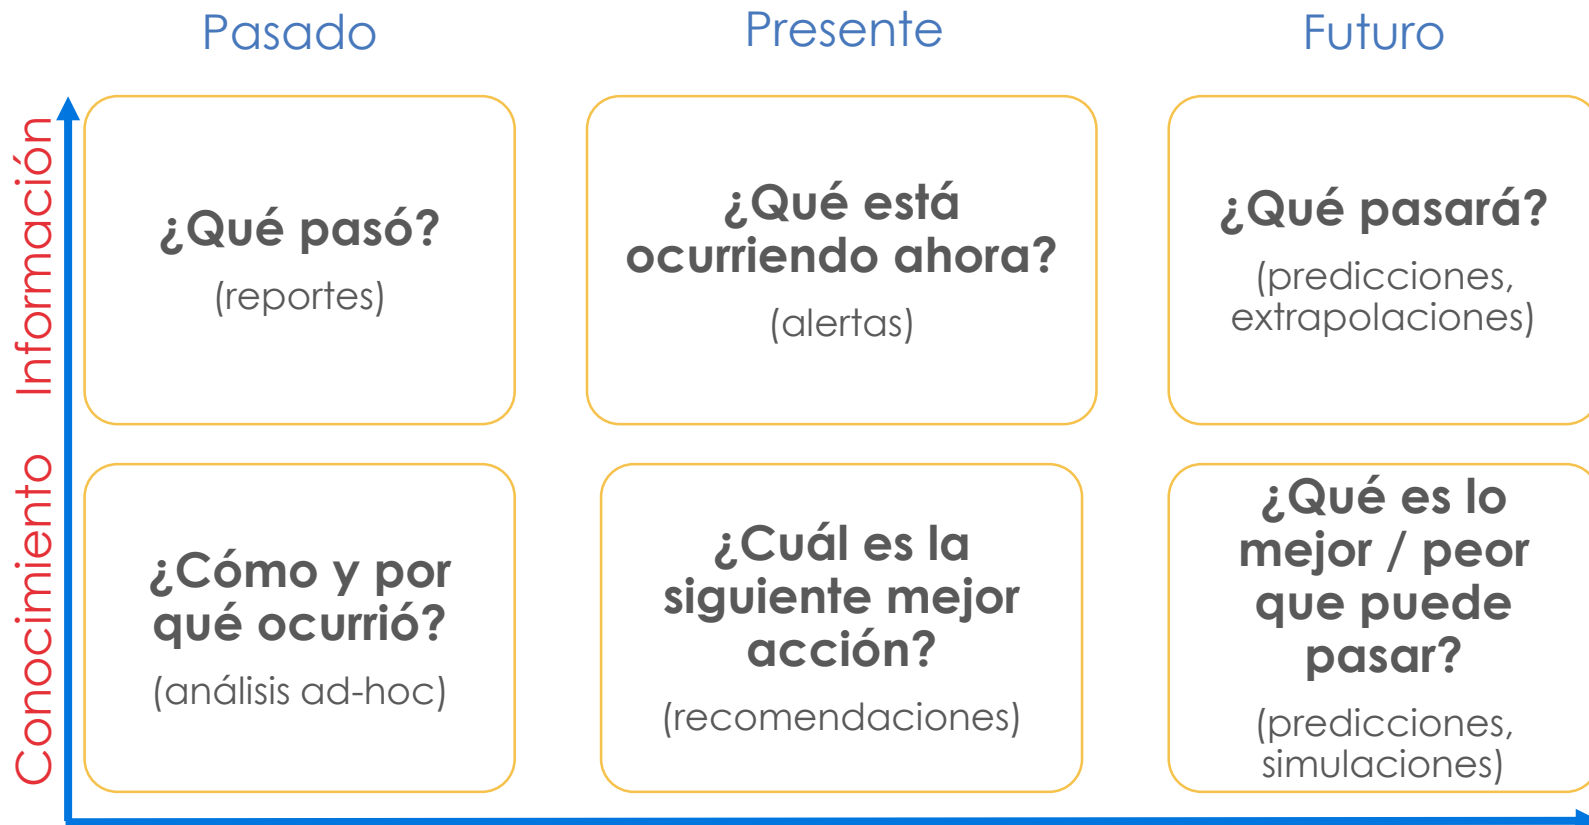 Pasado
Presente
Futuro
Información
¿Qué pasó?
(reportes)
¿Qué está
ocurriendo ahora?
(alertas)
¿Qué pasará?
(predicciones,
extrapolaciones)
Conocimiento
¿Cómo y por
qué ocurrió?
(análisis ad-hoc)
¿Cuál es la
siguiente mejor
acción?
(recomendaciones)
¿Qué es lo
mejor / peor
que puede
pasar?
(predicciones,
simulaciones)